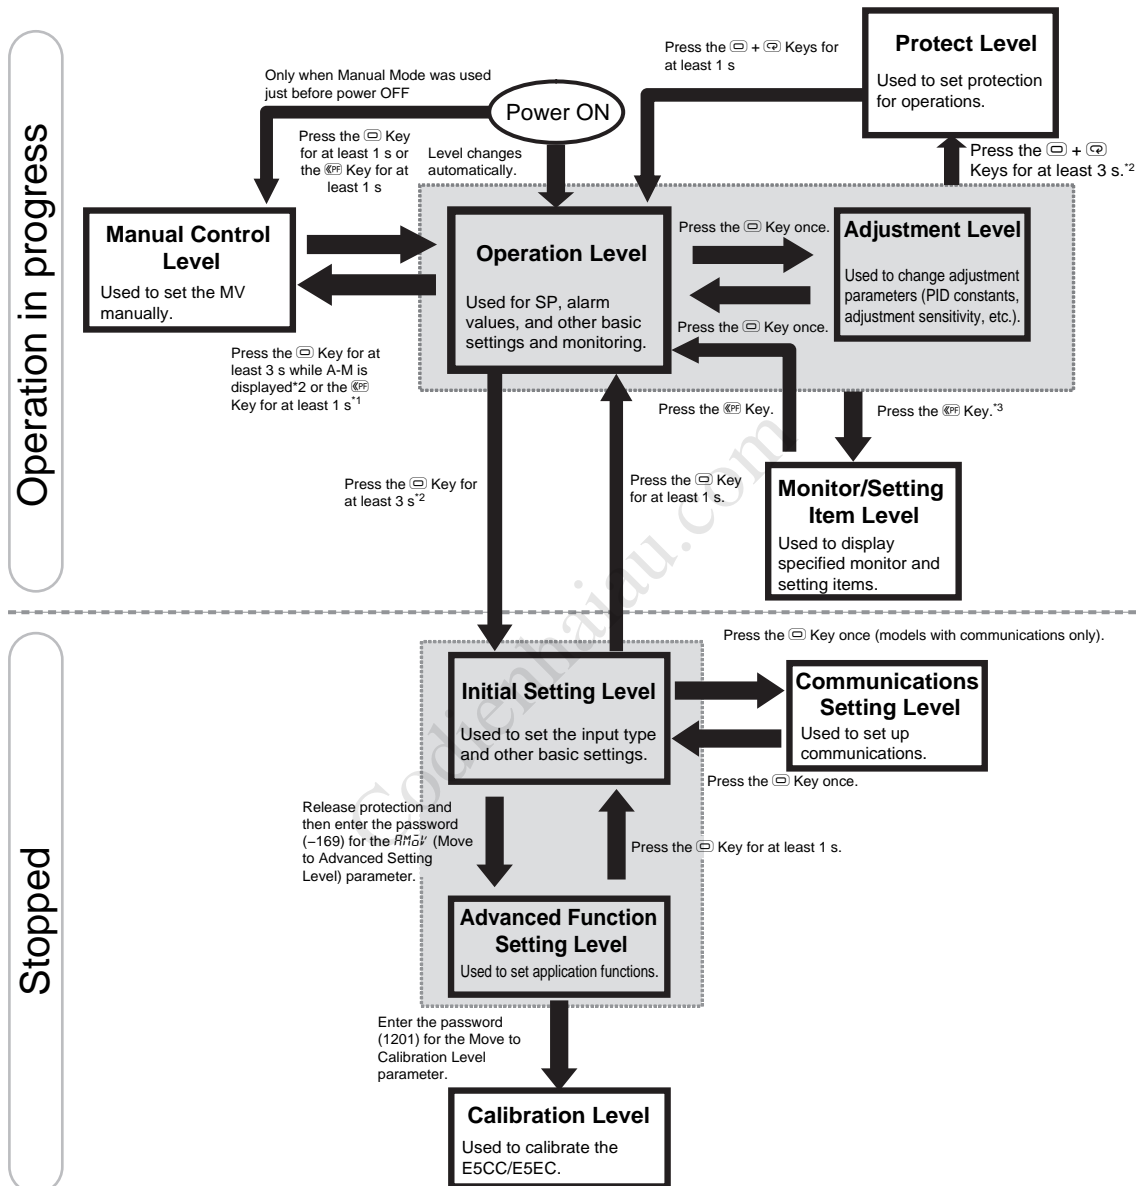 Operation in progress
Press the + Keys for
at least 1 s
Protect Level
Used to set protection
for operations.
Only when Manual Mode was used
just before power OFF
Power ON
Press the Key
for at least 1 s or
the PF Key for at
least 1 s
Level changes
automatically.
Press the + 
Keys for at least 3 s.*2
Manual Control
Level
Used to set the MV
manually.
Operation Level
Used for SP, alarm
values, and other basic
settings and monitoring.
Press the Key once.
Adjustment Level
Used to change adjustment
parameters (PID constants,
adjustment sensitivity, etc.).
Press the Key once.
Press the Key for at
least 3 s while A-M is
displayed*2 or the PF
Key for at least 1 s*1
Press the PF Key.
Press the PF Key.*3
Press the Key for
at least 3 s*2
Press the Key
for at least 1 s.
Monitor/Setting
Item Level
Used to display
specified monitor and
setting items.
Codienhaiau.com
Stopped
Press the Key once (models with communications only).
Initial Setting Level
Used to set the input type
and other basic settings.
Communications
Setting Level
Used to set up
communications.
Press the Key once.
Release protection and
then enter the password
(–169) for the AMoV (Move
to Advanced Setting
Level) parameter.
Press the Key for at least 1 s.
Advanced Function
Setting Level
Used to set application functions.
Enter the password
(1201) for the Move to
Calibration Level
parameter.
Calibration Level
Used to calibrate the
E5CC/E5EC.